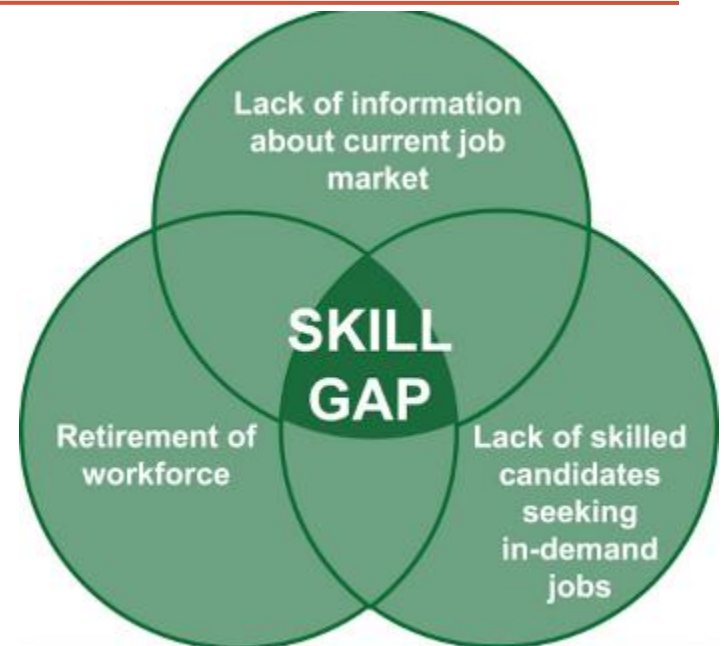 Lack of information
about current job
market
SKILL
GAP
Retirement of
workforce
Lack of skilled
candidates
seeking
in-demand
jobs